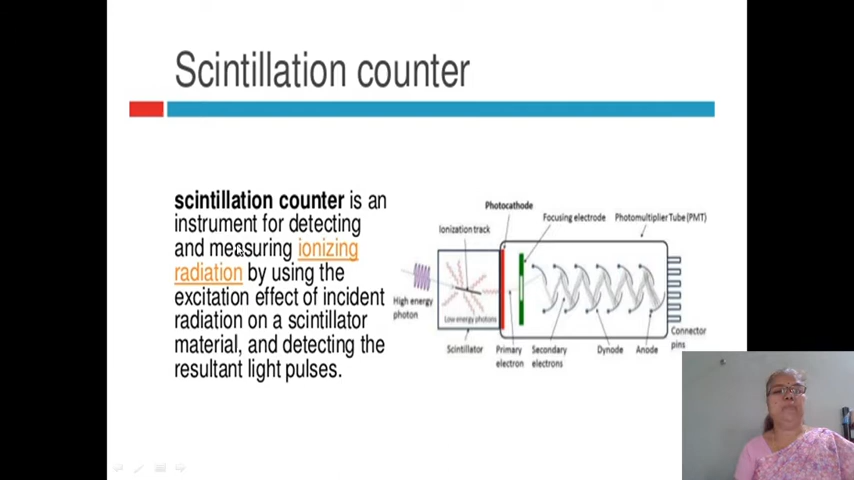 Scintillation counter
scintillation counter is an
instrument for detecting
and measuring ionizing
radiation by using the
excitation effect of incident
radiation on a scintillator
material, and detecting the
resultant light pulses.
Photocathode
Focusing electrode
Photomultiplier Tube (PMT)
Ionization track
High energy
photon
Low energy photons
Scintillator
Primary
electron
Secondary
electrons
Dynode
Anode
Connector
pins